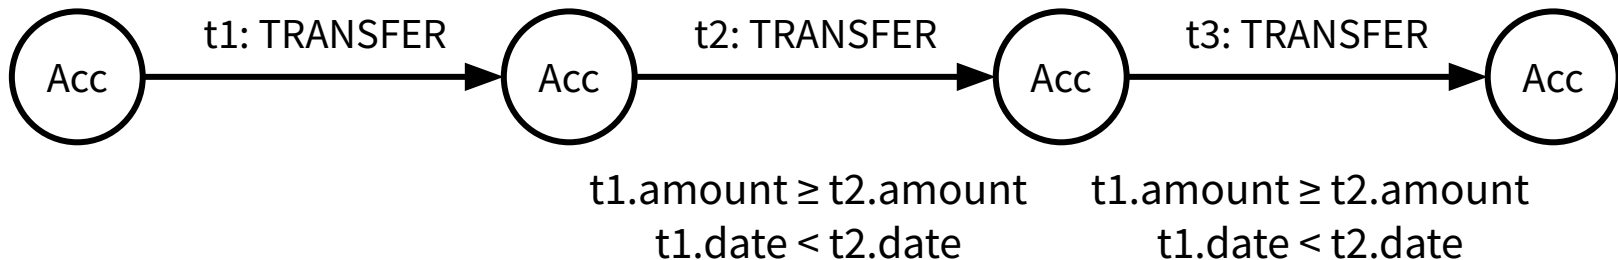 t1: TRANSFER
t2: TRANSFER
t3: TRANSFER
Acc
Acc
Acc
Acc
t1.amount ≥ t2.amount
t1.date < t2.date
t1.amount ≥ t2.amount
t1.date < t2.date